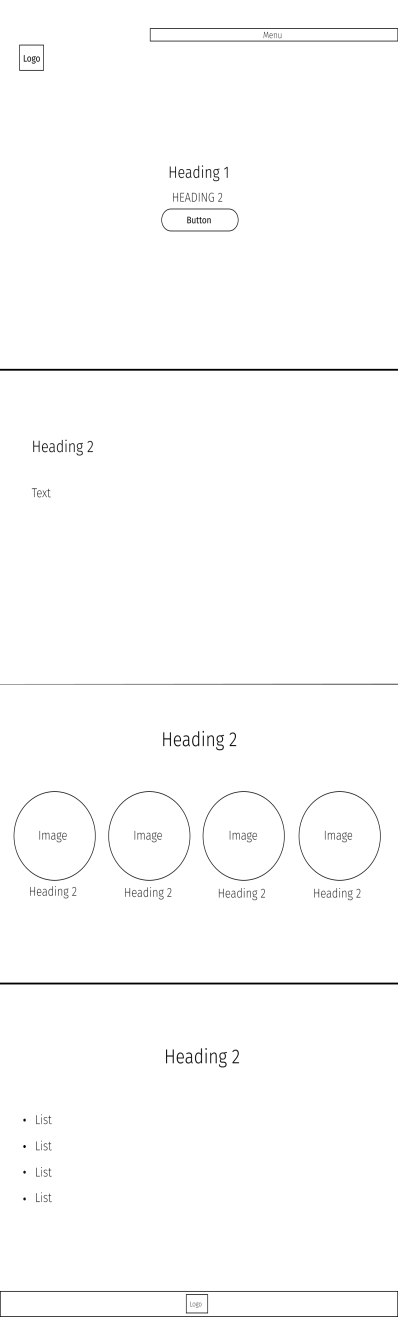 Menu
Logo
Heading 1
HEADING 2
Button
Heading 2
Text
Heading 2
Image Image Image Image
Heading 2 Heading 2 Heading 2 Heading 2
Heading 2
• List
• List
• List
• List
Logo